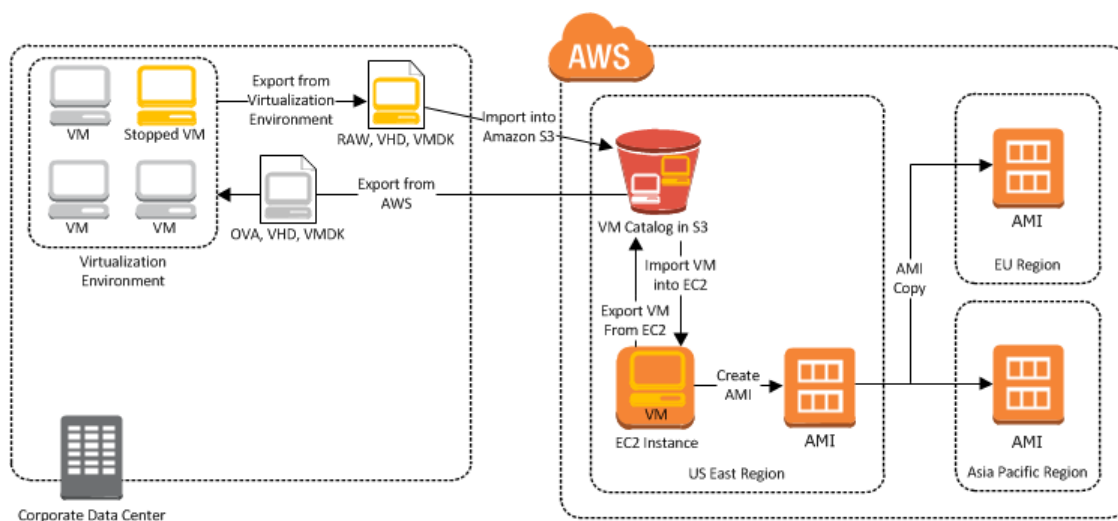 AWS
VM
Stopped VM
Export from
Virtualization
Environment
RAW, VHD, VMDK
Import into
Amazon S3
VM
VM
OVA, VHD, VMDK
Export from
AWS
Virtualization
Environment
Corporate Data Center
VM Catalog in S3
Import VM
into EC2
Export VM
From EC2
VM
EC2 Instance
Create
AMI
AMI
US East Region
AMI
Copy
AMI
EU Region
AMI
Asia Pacific Region